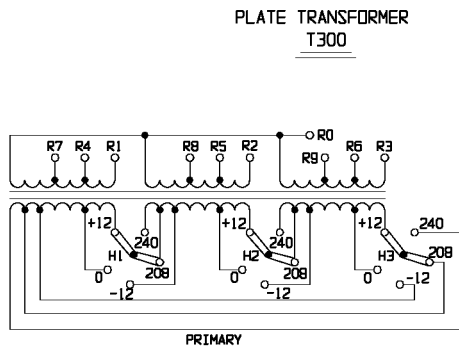 PLATE TRANSFORMER
T300
R0
R7 R4 R1 R8 R5 R2 R9 R6 R3
+12 240 +12 240 +12 240
H1 208 H2 208 H3 208
0 -12 0 -12 0 -12
PRIMARY